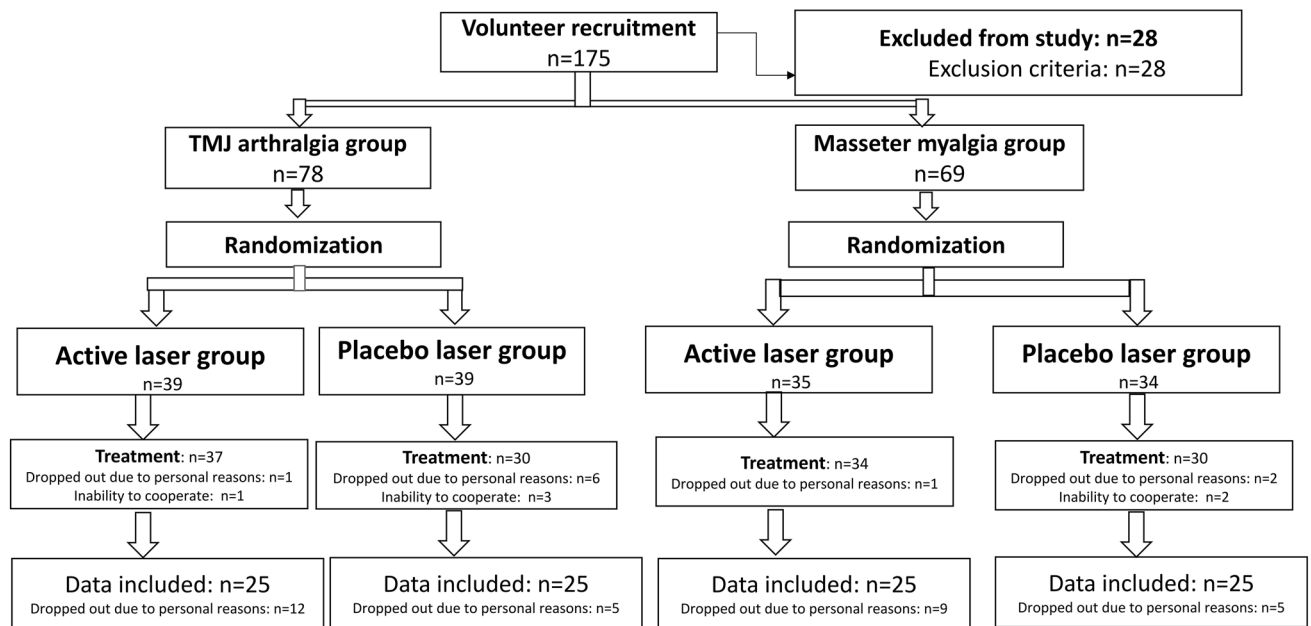 Volunteer recruitment
n=175
Excluded from study: n=28
Exclusion criteria: n=28
TMJ arthralgia group
n=78
Masseter myalgia group
n=69
Randomization
Randomization
Active laser group
n=39
Placebo laser group
n=39
Active laser group
n=35
Placebo laser group
n=34
Treatment: n=37
Dropped out due to personal reasons: n=1
Inability to cooperate: n=1
Treatment: n=30
Dropped out due to personal reasons: n=6
Inability to cooperate: n=3
Treatment: n=34
Dropped out due to personal reasons: n=1
Treatment: n=30
Dropped out due to personal reasons: n=2
Inability to cooperate: n=2
Data included: n=25
Dropped out due to personal reasons: n=12
Data included: n=25
Dropped out due to personal reasons: n=5
Data included: n=25
Dropped out due to personal reasons: n=9
Data included: n=25
Dropped out due to personal reasons: n=5